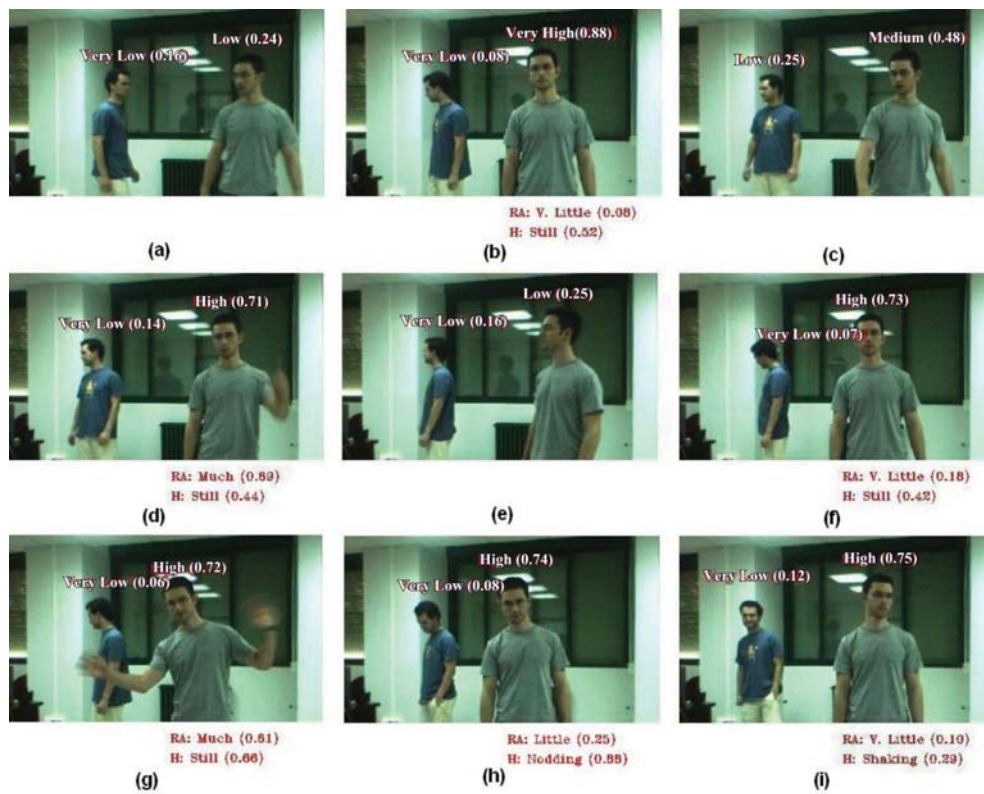 Very Low (0.16)
Low (0.24)
Very Low (0.08)
Very High(0.88)
Low (0.25)
Medium (0.48)
(a)
RA: V. Little (0.08)
H: Still (0.52)
(b)
(c)
Very Low (0.14)
High (0.71)
Very Low (0.16)
Low (0.25)
Very Low (0.07)
High (0.73)
RA: Much (0.89)
H: Still (0.44)
(d)
(e)
RA: V. Little (0.18)
H: Still (0.42)
(f)
Very Low (0.06)
High (0.72)
Very Low (0.08)
High (0.74)
Very Low (0.12)
High (0.75)
RA: Much (0.81)
H: Still (0.66)
(g)
RA: Little (0.25)
H: Nodding (0.88)
(h)
RA: V. Little (0.10)
H: Shaking (0.29)
(i)